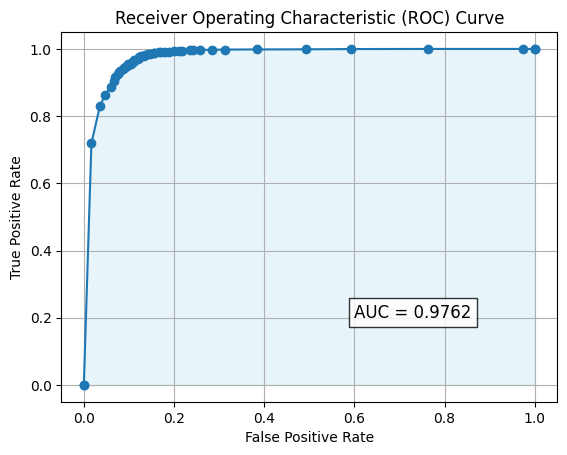 Receiver Operating Characteristic (ROC) Curve
1.0
0.8
0.6
0.4
0.2
0.0
True Positive Rate
AUC = 0.9762
0.0 0.2 0.4 0.6 0.8 1.0
False Positive Rate